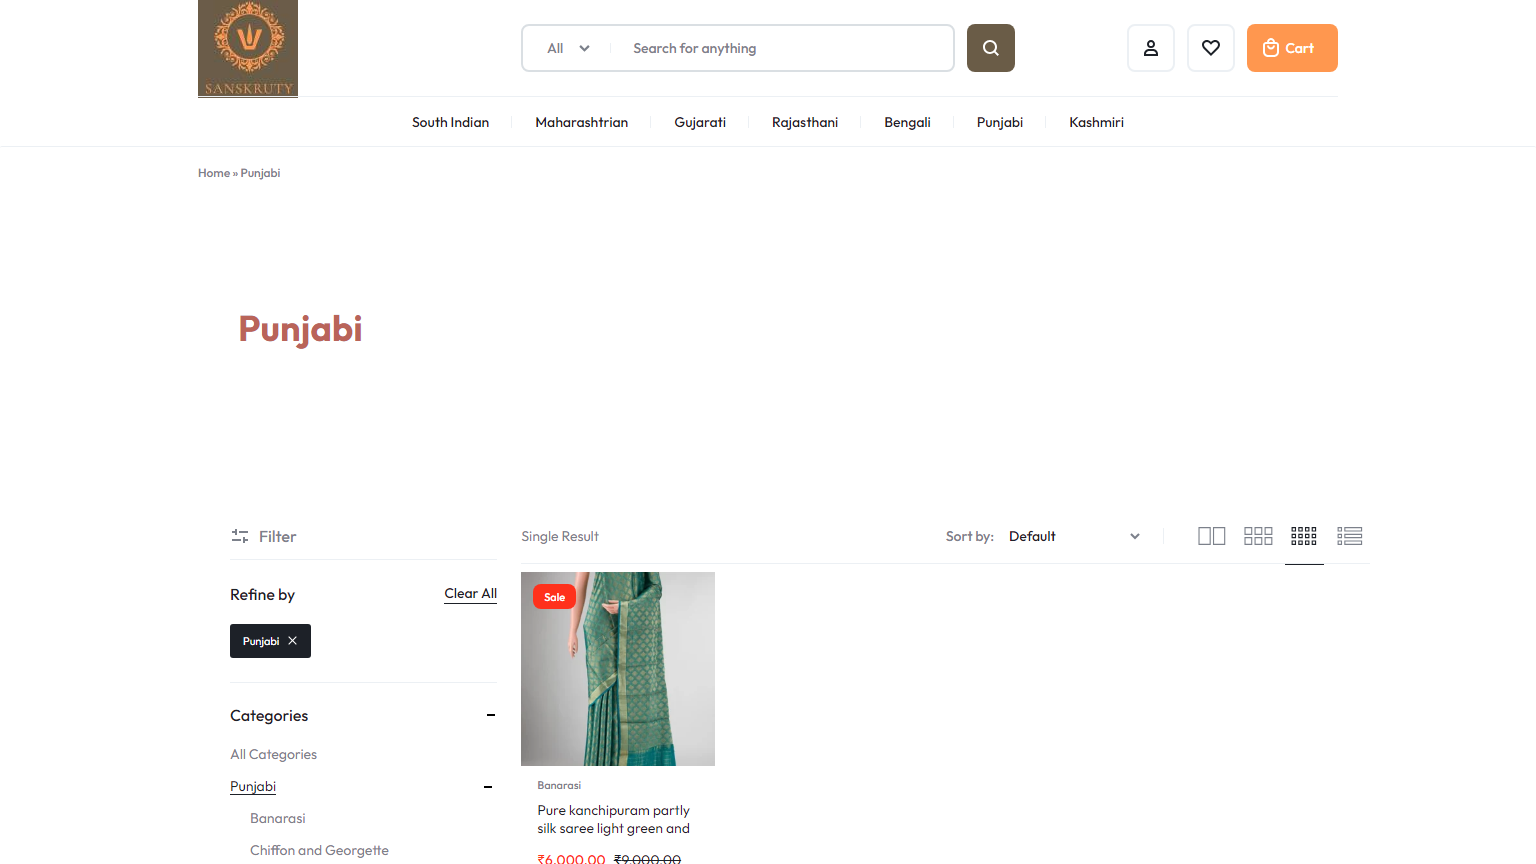 SANSKRUTY
All
Search for anything
Cart
South Indian
Maharashtrian
Gujarati
Rajasthani
Bengali
Punjabi
Kashmiri
Home » Punjabi
Punjabi
Filter
Single Result
Sort by: Default
Refine by
Clear All
Punjabi
Categories
All Categories
Punjabi
Banarasi
Chiffon and Georgette
Sale
Banarasi
Pure kanchipuram partly
silk saree light green and
₹6,000.00 ₹9,000.00